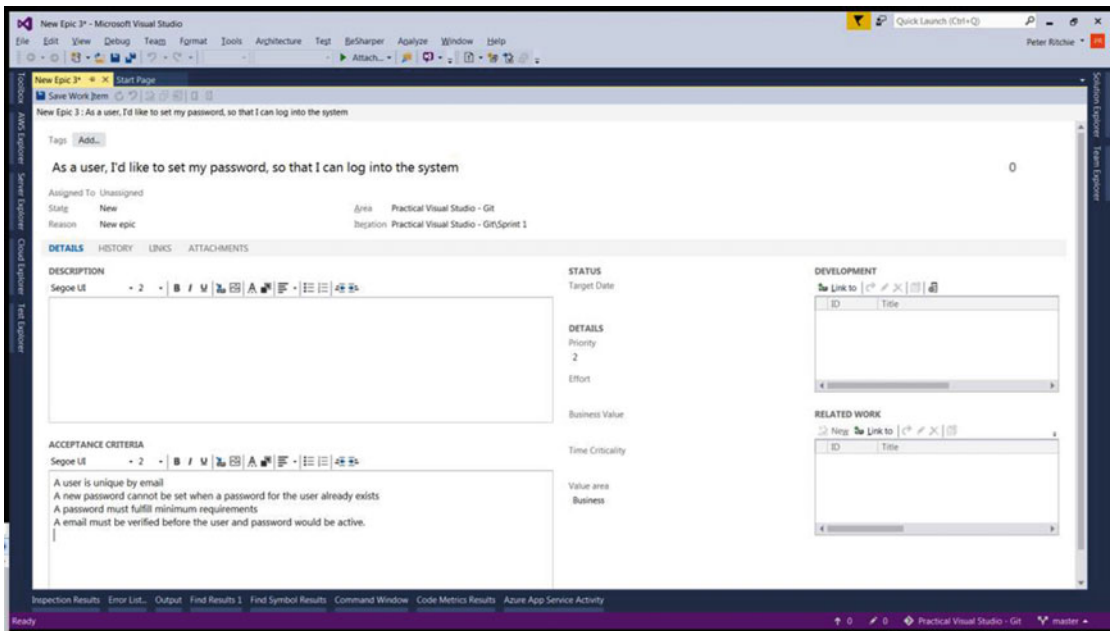 New Epic 3* - Microsoft Visual Studio
Quick Launch (Ctrl+Q)
File Edit View Debug Team Format Tools Architecture Test ReSharper Analyze Window Help
Peter Ritchie
PR
Attach...
New Epic 3* Start Page
Save Work Item
New Epic 3 : As a user, I'd like to set my password, so that I can log into the system
Toolbox
AWS Explorer
Server Explorer
Cloud Explorer
Test Explorer
Solution Explorer
Team Explorer
Tags Add...
As a user, I'd like to set my password, so that I can log into the system 0
Assigned To Unassigned
State New Area Practical Visual Studio - Git
Reason New epic Iteration Practical Visual Studio - Git\Sprint 1
DETAILS HISTORY LINKS ATTACHMENTS
DESCRIPTION
Segoe UI 2 B I U A
STATUS
Target Date
DETAILS
Priority
2
Effort
Business Value
Time Criticality
Value area
Business
DEVELOPMENT
Link to
ID Title
RELATED WORK
New Link to
ID Title
ACCEPTANCE CRITERIA
Segoe UI 2 B I U A
A user is unique by email
A new password cannot be set when a password for the user already exists
A password must fulfill minimum requirements
A email must be verified before the user and password would be active.
Inspection Results Error List... Output Find Results 1 Find Symbol Results Command Window Code Metrics Results Azure App Service Activity
Ready 0 0 Practical Visual Studio - Git master